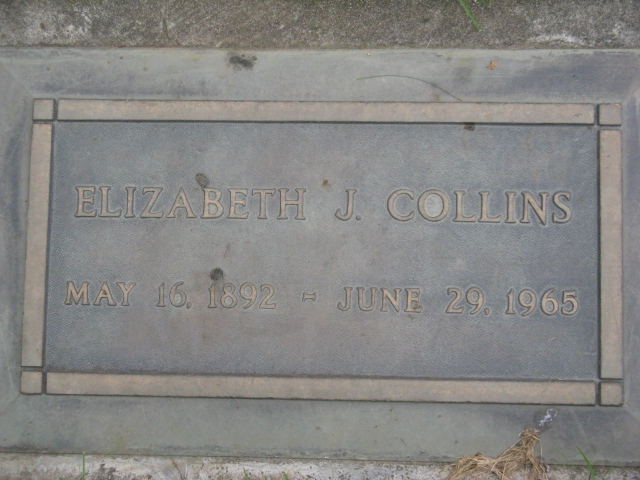 ELIZABETH J. COLLINS
MAY 16, 1892 - JUNE 29, 1965